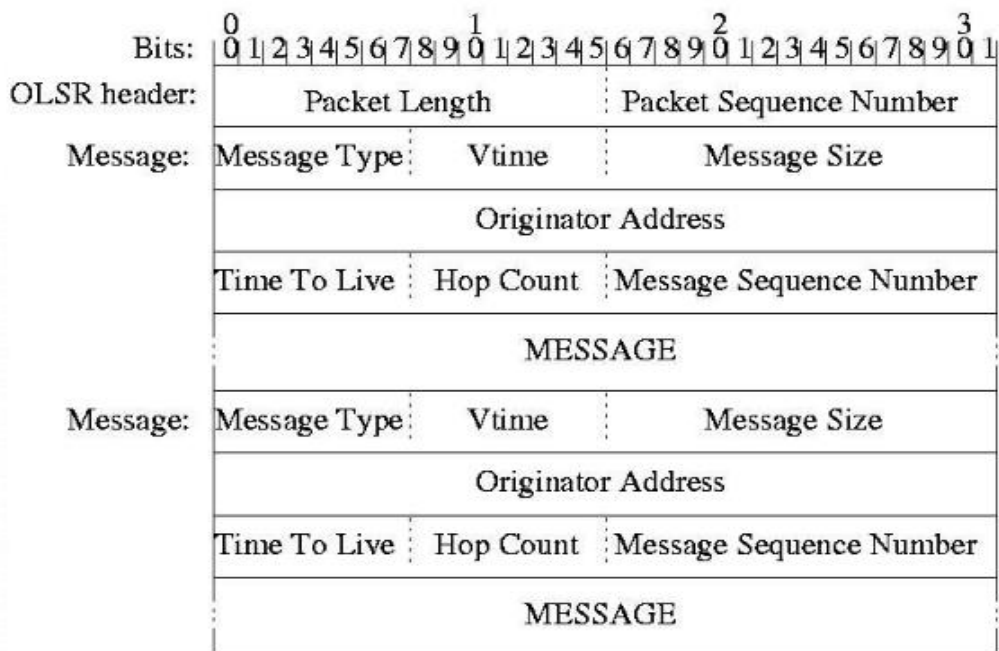 0 1 2 3
Bits: 0 1 2 3 4 5 6 7 8 9 0 1 2 3 4 5 6 7 8 9 0 1 2 3 4 5 6 7 8 9 0 1
OLSR header: Packet Length Packet Sequence Number
Message: Message Type Vtime Message Size
Originator Address
Time To Live Hop Count Message Sequence Number
MESSAGE
Message: Message Type Vtime Message Size
Originator Address
Time To Live Hop Count Message Sequence Number
MESSAGE